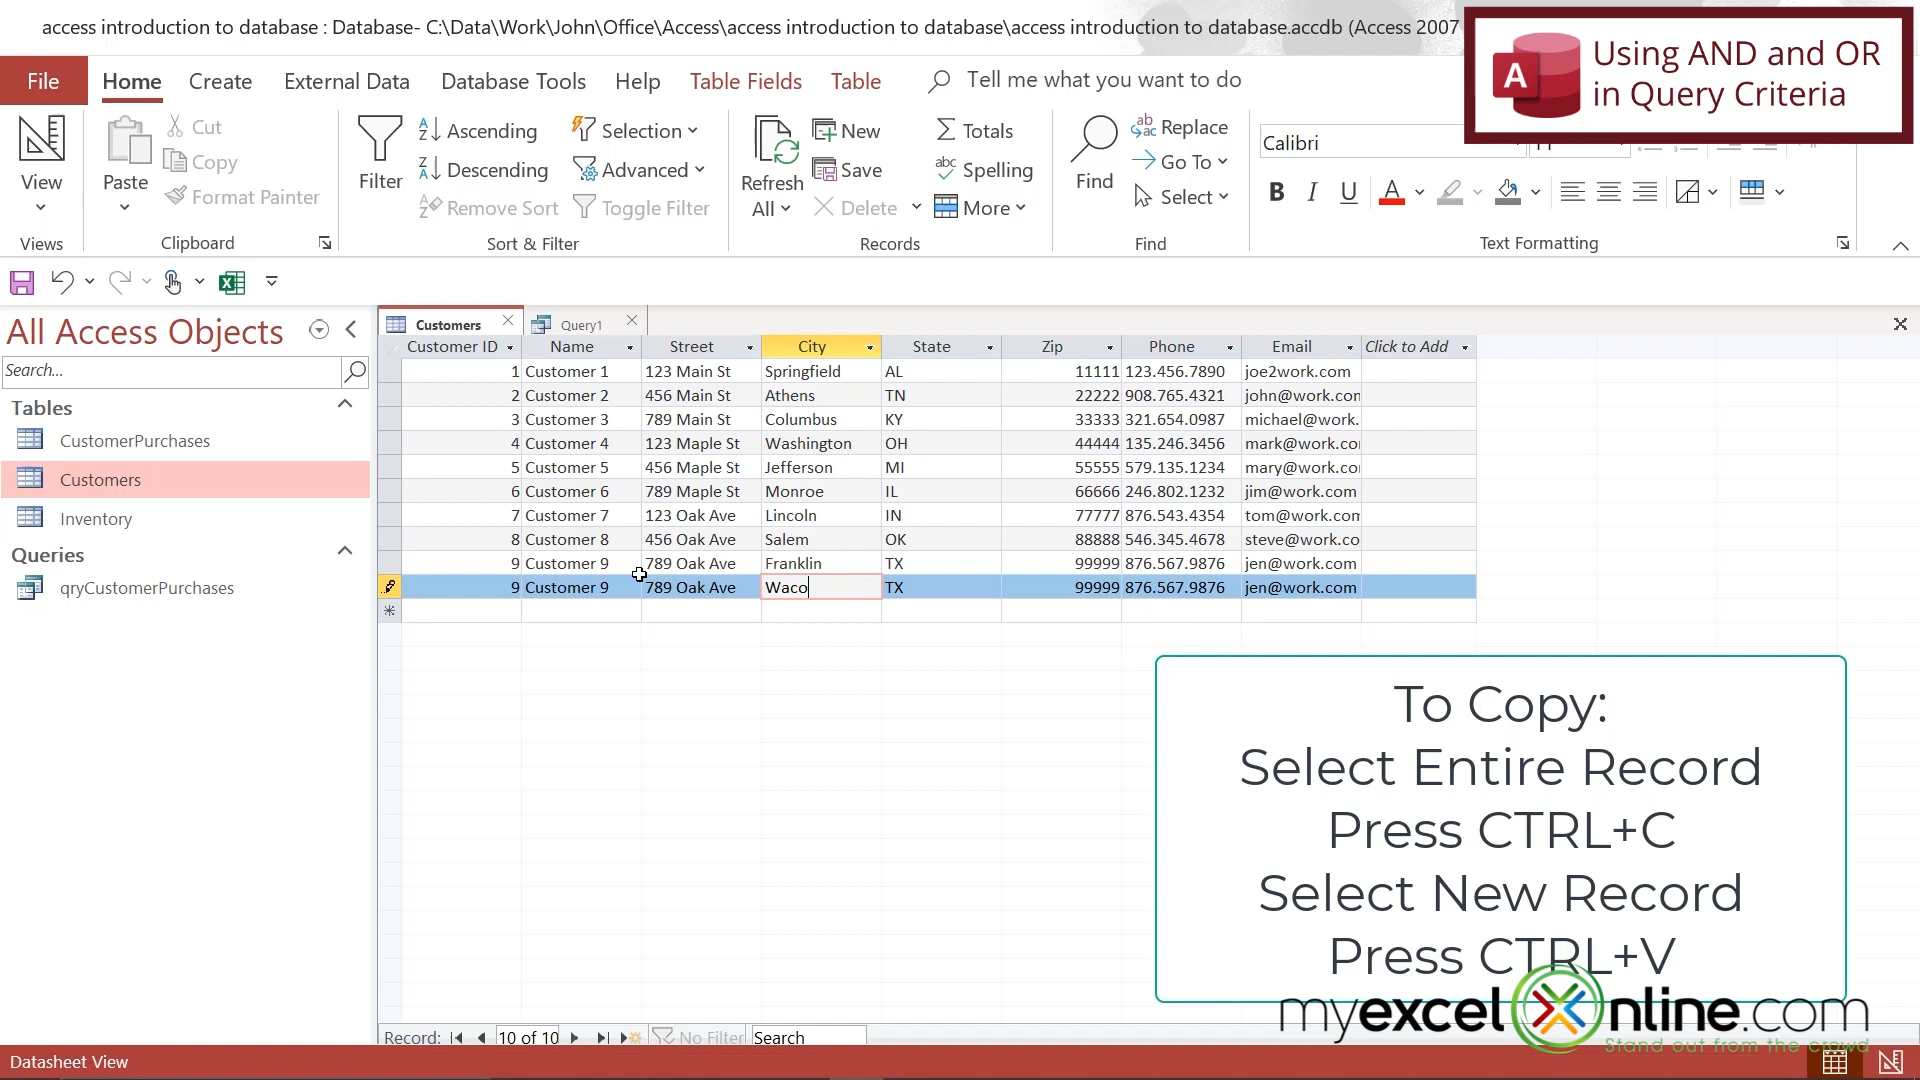 access introduction to database : Database- C:\Data\Work\John\Office\Access\access introduction to database\access introduction to database.accdb (Access 2007
A Using AND and OR
in Query Criteria
File Home Create External Data Database Tools Help Table Fields Table Tell me what you want to do
View
Views
Paste
Cut
Copy
Format Painter
Clipboard
Filter
Ascending
Descending
Remove Sort
Selection
Advanced
Toggle Filter
Sort & Filter
Refresh
All
New
Save
Delete
Totals
Spelling
More
Records
Find
Replace
Go To
Select
Find
Calibri
B I U A
Text Formatting
All Access Objects
Search...
Tables
CustomerPurchases
Customers
Inventory
Queries
qryCustomerPurchases
Customers Query1
Customer ID Name Street City State Zip Phone Email Click to Add
1 Customer 1 123 Main St Springfield AL 11111 123.456.7890 joe2work.com
2 Customer 2 456 Main St Athens TN 22222 908.765.4321 john@work.con
3 Customer 3 789 Main St Columbus KY 33333 321.654.0987 michael@work.
4 Customer 4 123 Maple St Washington OH 44444 135.246.3456 mark@work.co
5 Customer 5 456 Maple St Jefferson MI 55555 579.135.1234 mary@work.co
6 Customer 6 789 Maple St Monroe IL 66666 246.802.1232 jim@work.com
7 Customer 7 123 Oak Ave Lincoln IN 77777 876.543.4354 tom@work.com
8 Customer 8 456 Oak Ave Salem OK 88888 546.345.4678 steve@work.co
9 Customer 9 789 Oak Ave Franklin TX 99999 876.567.9876 jen@work.com
9 Customer 9 789 Oak Ave Waco TX 99999 876.567.9876 jen@work.com
To Copy:
Select Entire Record
Press CTRL+C
Select New Record
Press CTRL+V
myexcelonline.com
Stand out from the crowd
Record: 10 of 10 No Filter Search
Datasheet View